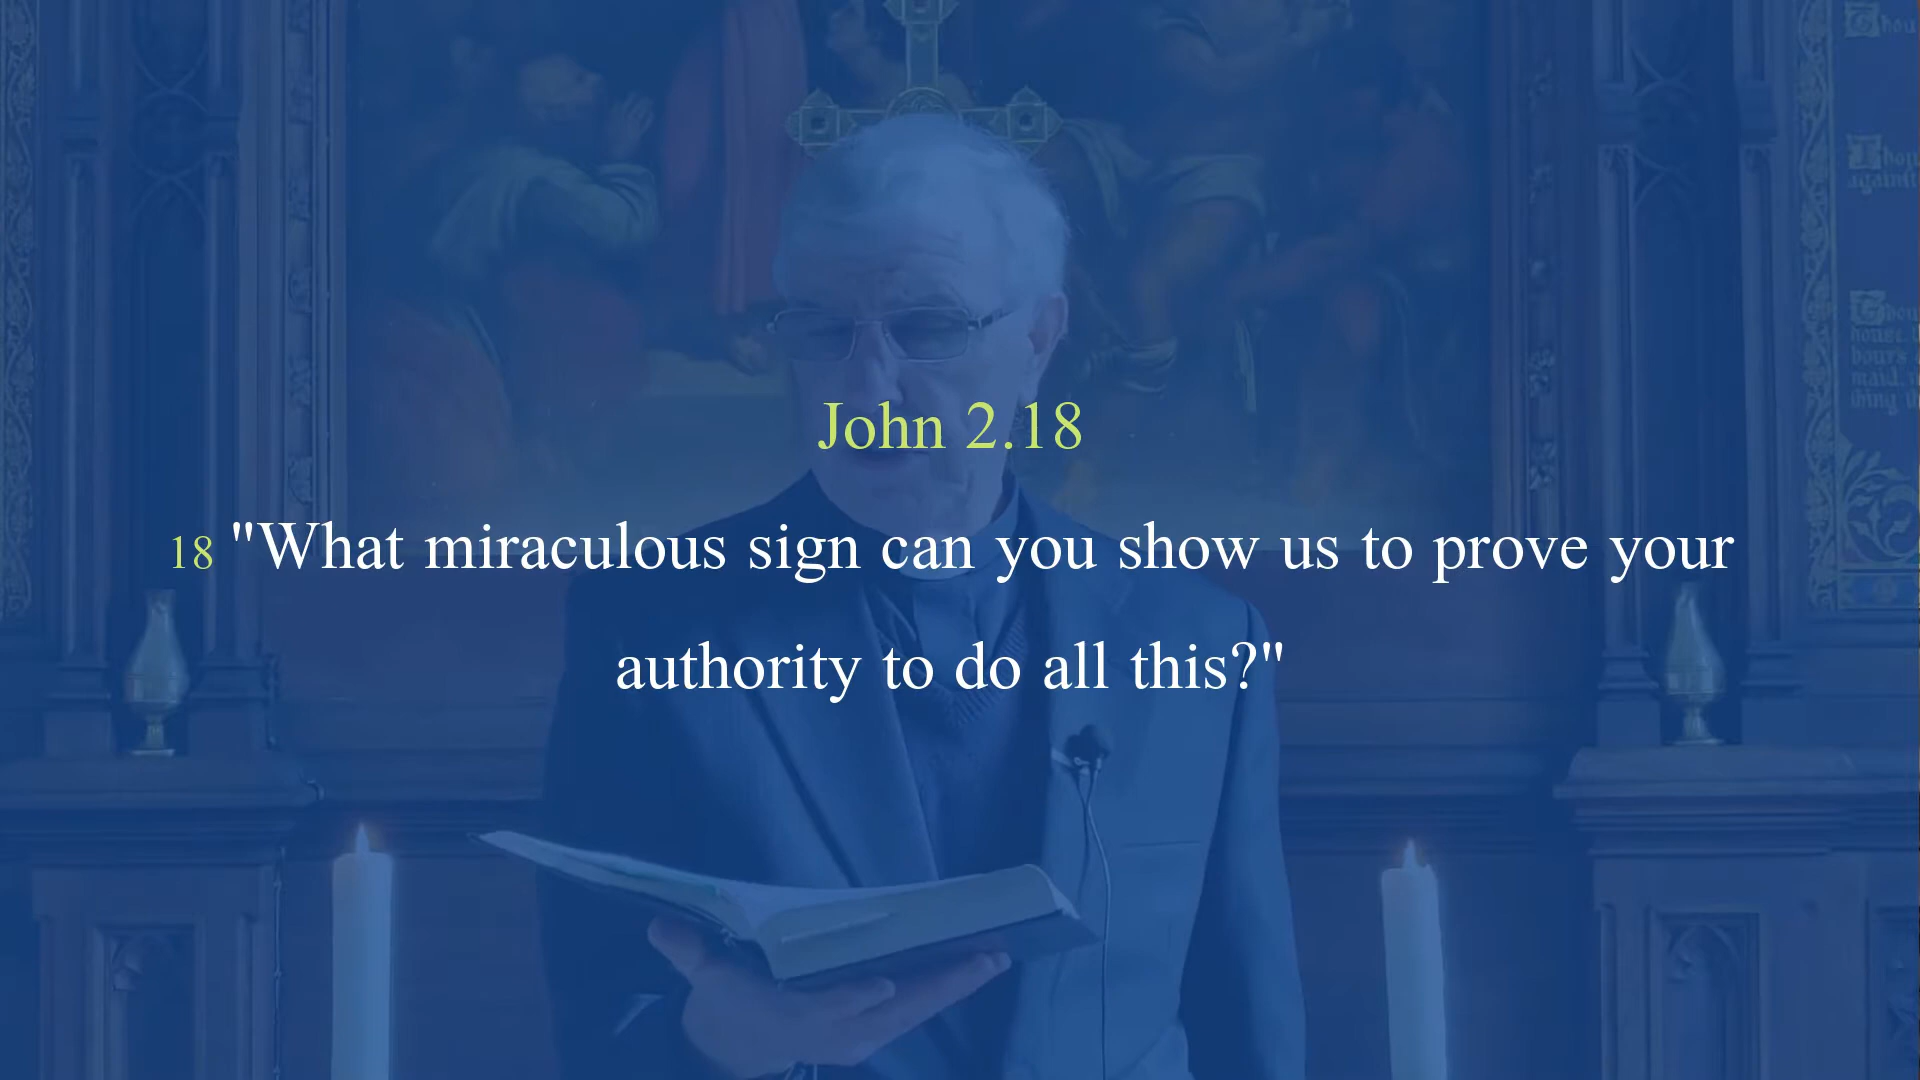 John 2.18
18 "What miraculous sign can you show us to prove your
authority to do all this?"